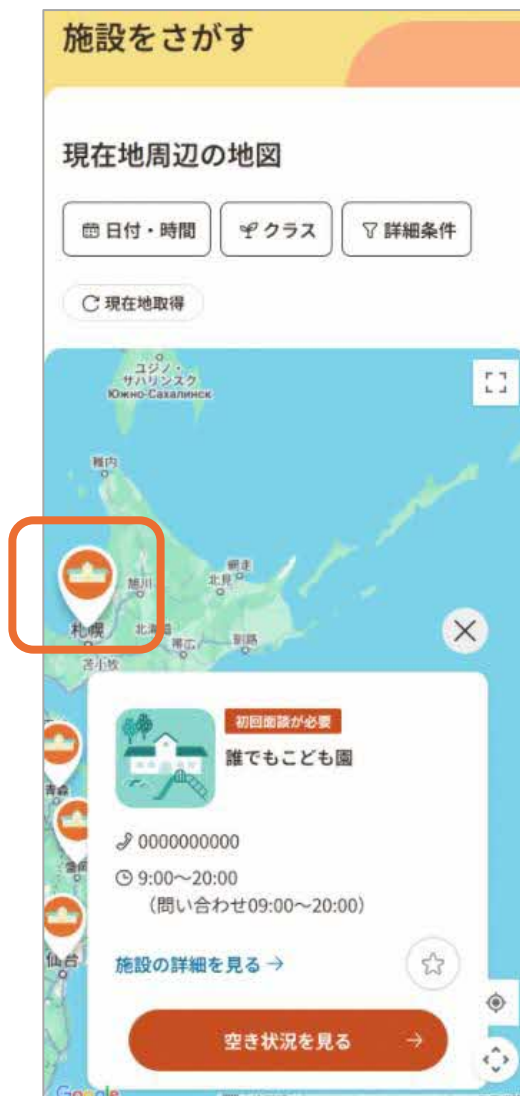 施設をさがす
現在地周辺の地図
日付・時間
クラス
詳細条件
現在地取得
ユジノ・
サハリンスク
Южно-Сахалинск
稚内
旭川
網走
北見
札幌
北海道
帯広
釧路
苫小牧
初回面談が必要
誰でもこども園
0000000000
9:00～20:00
（問い合わせ09:00～20:00）
青森
盛岡
仙台
施設の詳細を見る →
空き状況を見る →
Google